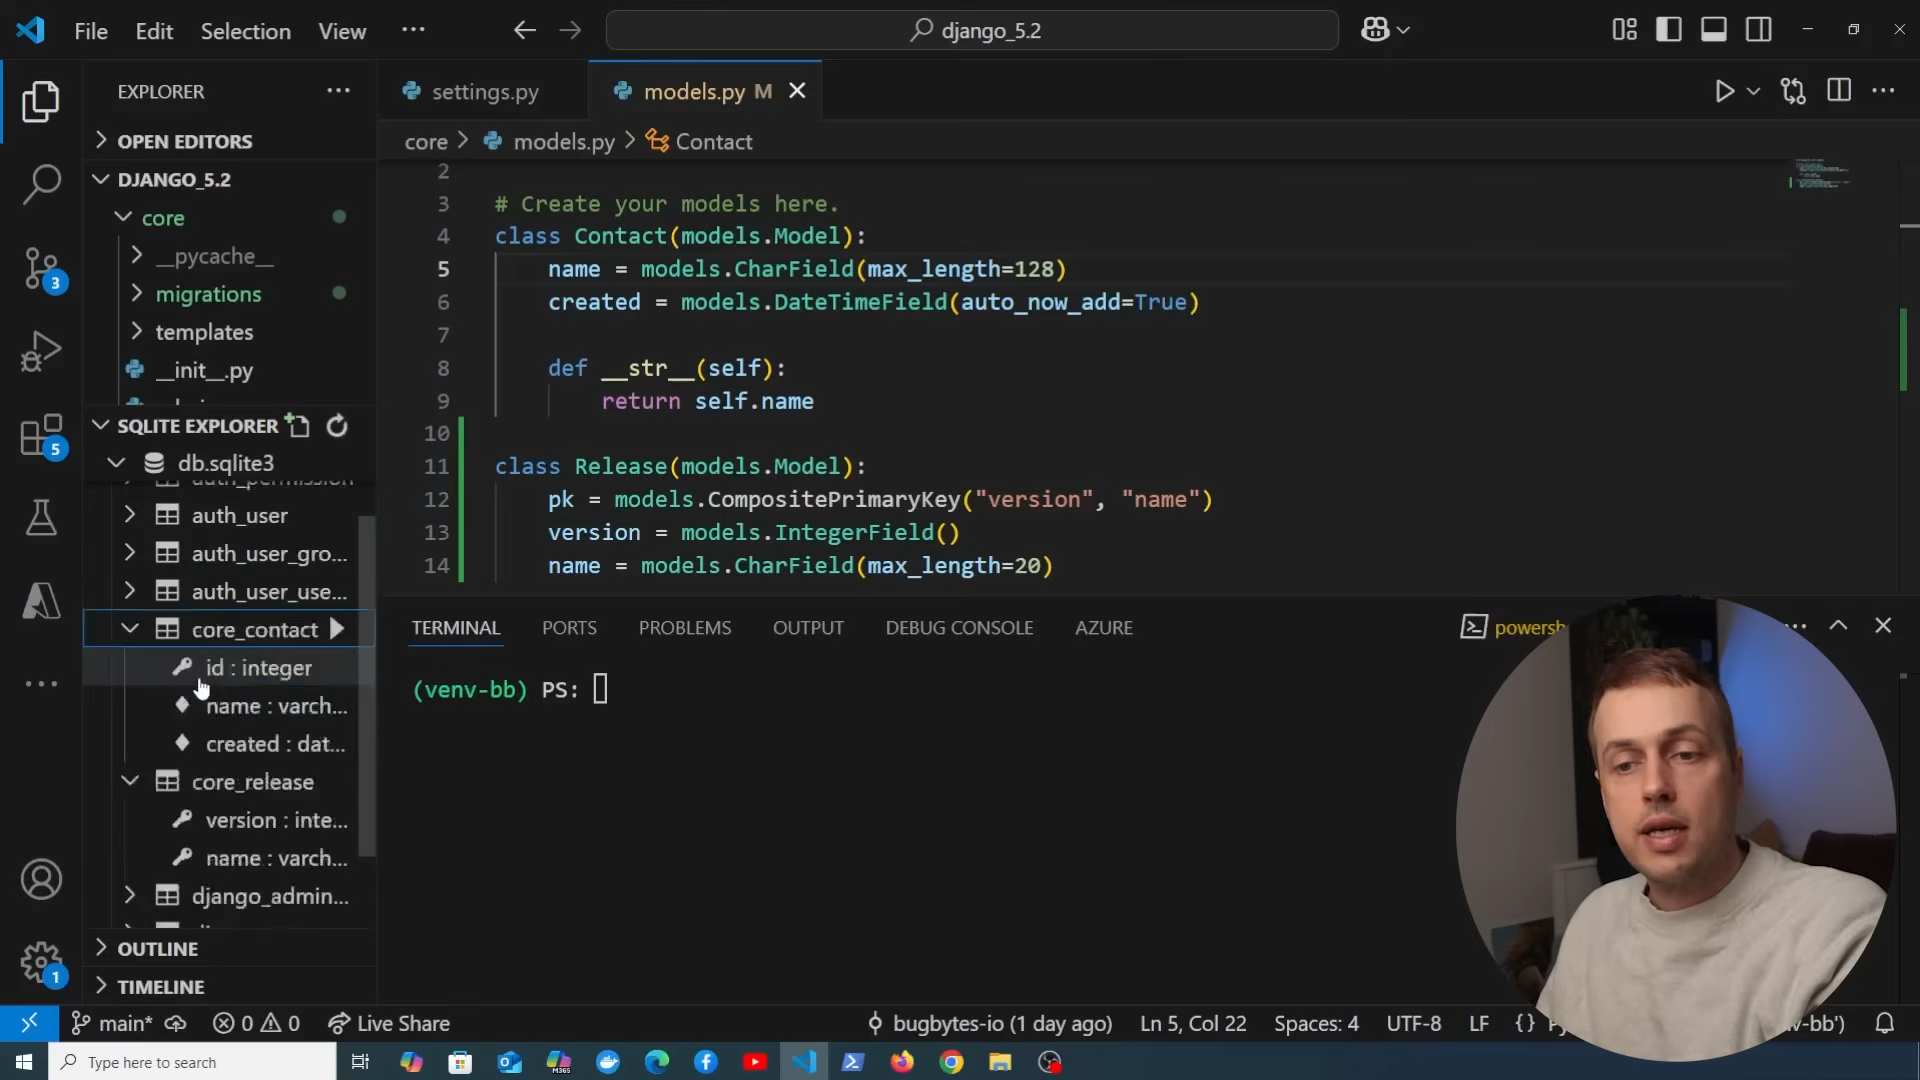 File Edit Selection View ··· django_5.2
EXPLORER
OPEN EDITORS
DJANGO_5.2
core
__pycache__
migrations
templates
__init__.py
SQLITE EXPLORER
db.sqlite3
auth_permission
auth_user
auth_user_gro...
auth_user_use...
core_contact
id : integer
name : varch...
created : dat...
core_release
version : inte...
name : varch...
django_admin...
OUTLINE
TIMELINE
3
5
1
settings.py
models.py M
core > models.py > Contact
2
3 # Create your models here.
4 class Contact(models.Model):
5 name = models.CharField(max_length=128)
6 created = models.DateTimeField(auto_now_add=True)
7
8 def __str__(self):
9 return self.name
10
11 class Release(models.Model):
12 pk = models.CompositePrimaryKey("version", "name")
13 version = models.IntegerField()
14 name = models.CharField(max_length=20)
TERMINAL PORTS PROBLEMS OUTPUT DEBUG CONSOLE AZURE powersh
(venv-bb) PS:
main* 0 0 Live Share bugbytes-io (1 day ago) Ln 5, Col 22 Spaces: 4 UTF-8 LF {} v-bb')
Type here to search
M365